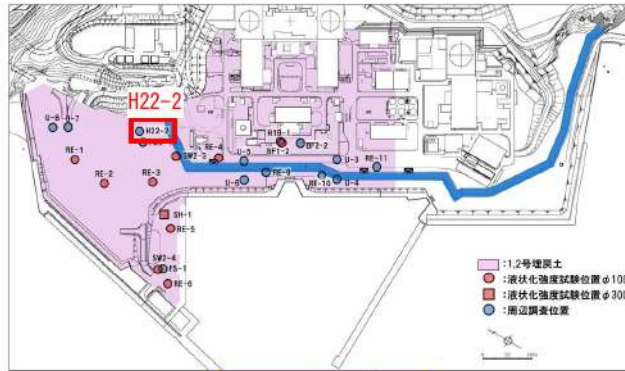 H22-2
U-8
U-7
H22-2
RE-1
RE-2
RE-3
SW2-3
RE-4
U-5
U-6
H19-1
BF1-2
BF2-2
RE-9
U-3
RE-10
U-4
RE-11
SH-1
RE-5
SW2-4
FS-1
RE-6
:1,2号埋戻土
:液状化強度試験位置φ100
:液状化強度試験位置φ300
:周辺調査位置